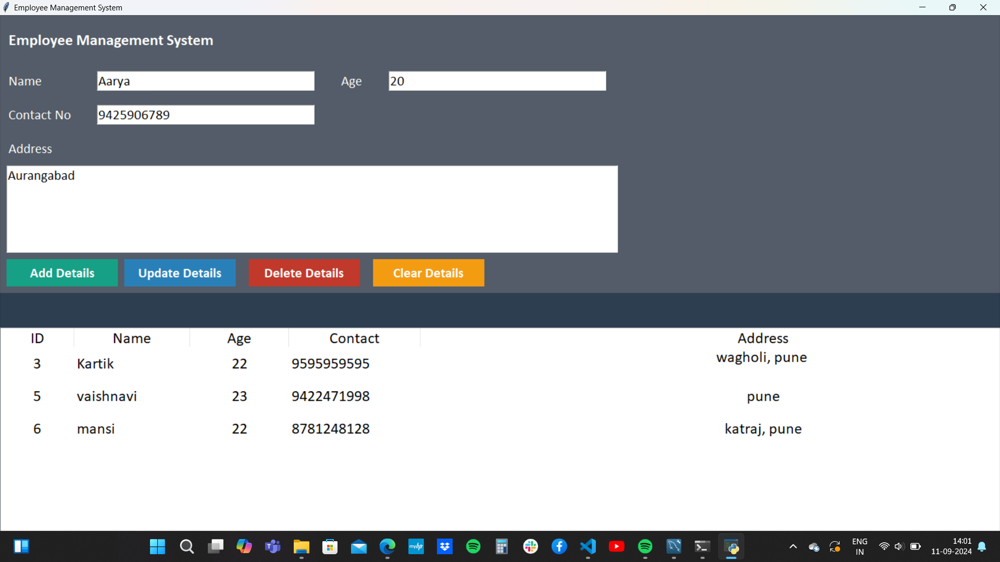 Employee Management System
Employee Management System
Name Aarya Age 20
Contact No 9425906789
Address
Aurangabad
Add Details Update Details Delete Details Clear Details
ID Name Age Contact Address
3 Kartik 22 9595959595 wagholi, pune
5 vaishnavi 23 9422471998 pune
6 mansi 22 8781248128 katraj, pune
myhp
ENG
IN
14:01
11-09-2024